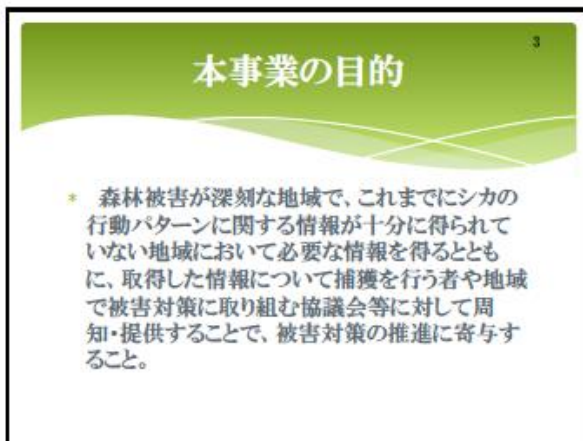 3
本事業の目的
* 森林被害が深刻な地域で、これまでにシカの
行動パターンに関する情報が十分に得られて
いない地域において必要な情報を得るととも
に、取得した情報について捕獲を行う者や地域
で被害対策に取り組む協議会等に対して周
知・提供することで、被害対策の推進に寄与す
ること。